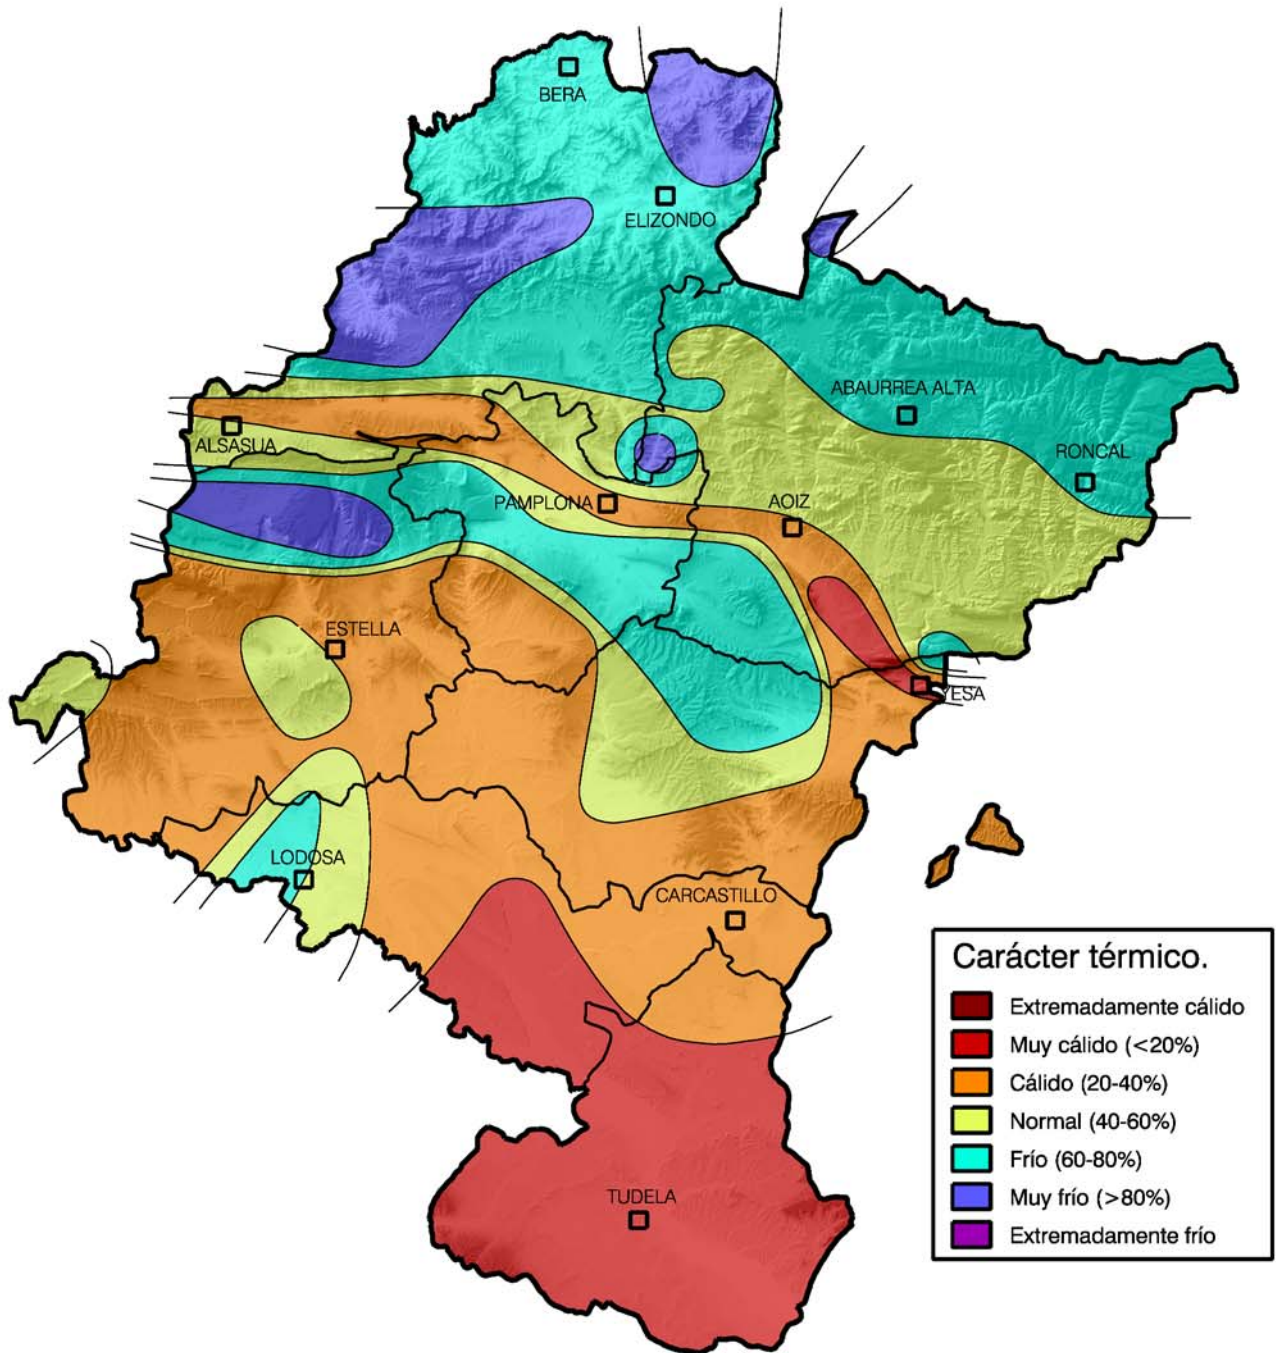 BERA
ELIZONDO
ABAURREA ALTA
ALSASUA
RONCAL
PAMPLONA
AOIZ
ESTELLA
YESA
LODOSA
CARCASTILLO
TUDELA
Carácter térmico.
Extremadamente cálido
Muy cálido (<20%)
Cálido (20-40%)
Normal (40-60%)
Frío (60-80%)
Muy frío (>80%)
Extremadamente frío